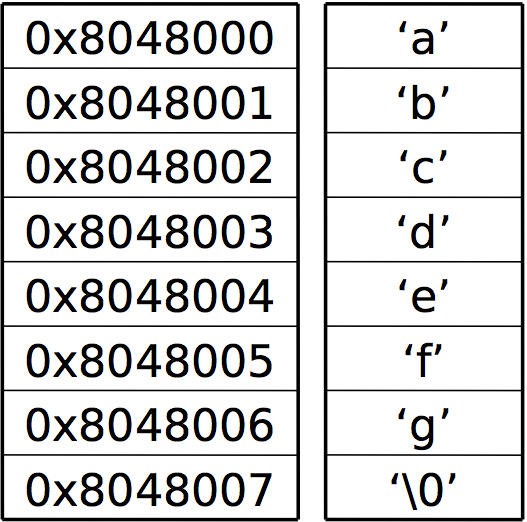 0x8048000 ‘a’
0x8048001 ‘b’
0x8048002 ‘c’
0x8048003 ‘d’
0x8048004 ‘e’
0x8048005 ‘f’
0x8048006 ‘g’
0x8048007 ‘\0’